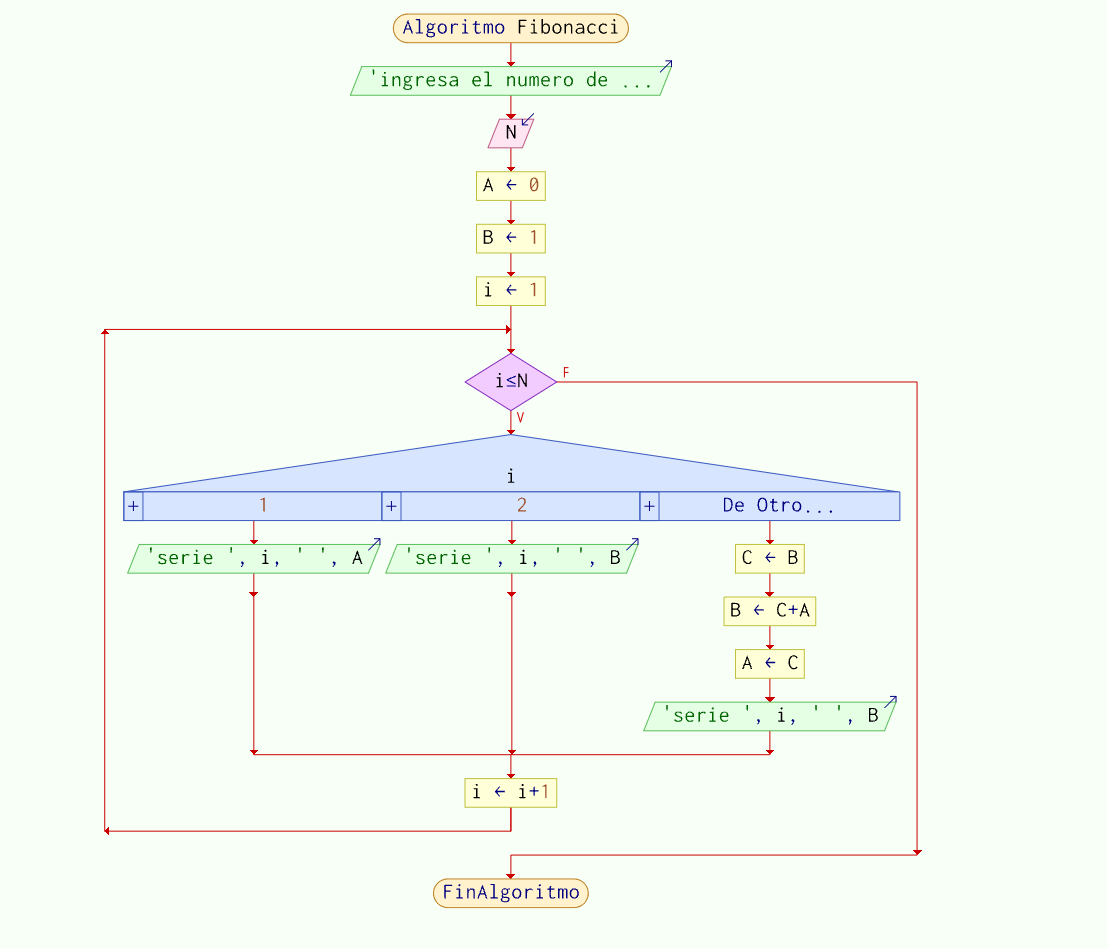 Algoritmo Fibonacci
'ingresa el numero de ...
N
A ← 0
B ← 1
i ← 1
i≤N
F
V
i
+ 1 + 2 + De Otro...
'serie ', i, ' ', A
'serie ', i, ' ', B
C ← B
B ← C+A
A ← C
'serie ', i, ' ', B
i ← i+1
FinAlgoritmo